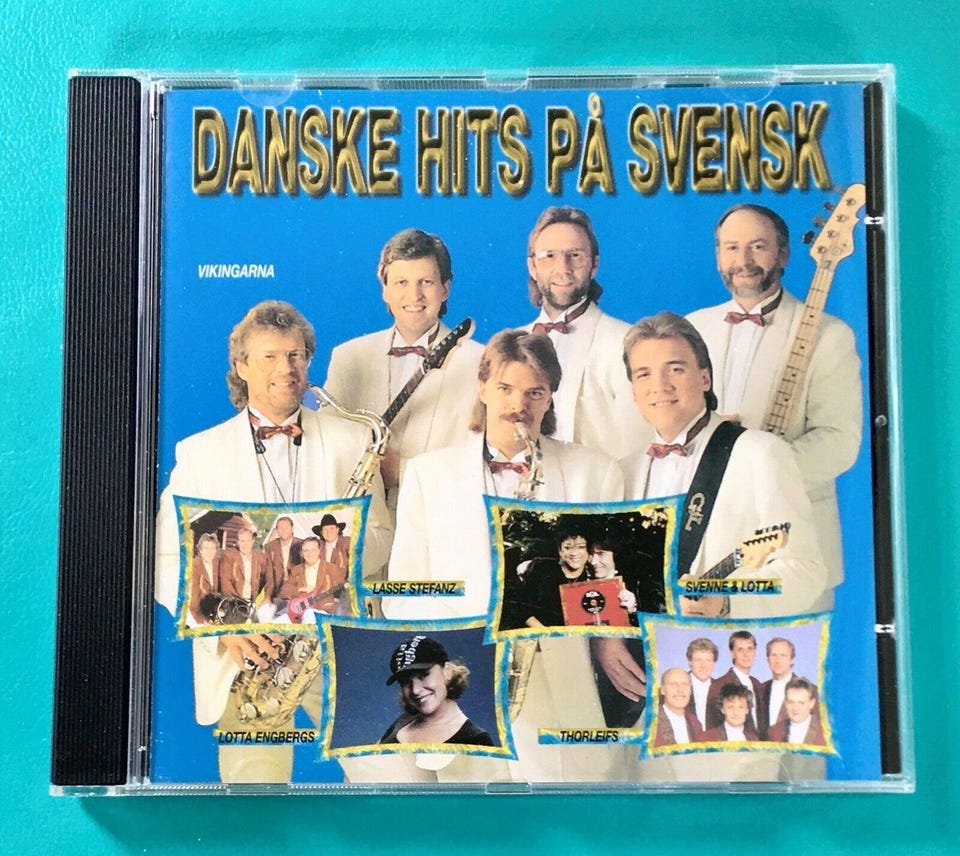 DANSKE HITS PÅ SVENSK
VIKINGARNA
LASSE STEFANZ
SVENNE & LOTTA
LOTTA ENGBERGS
THORLEIFS